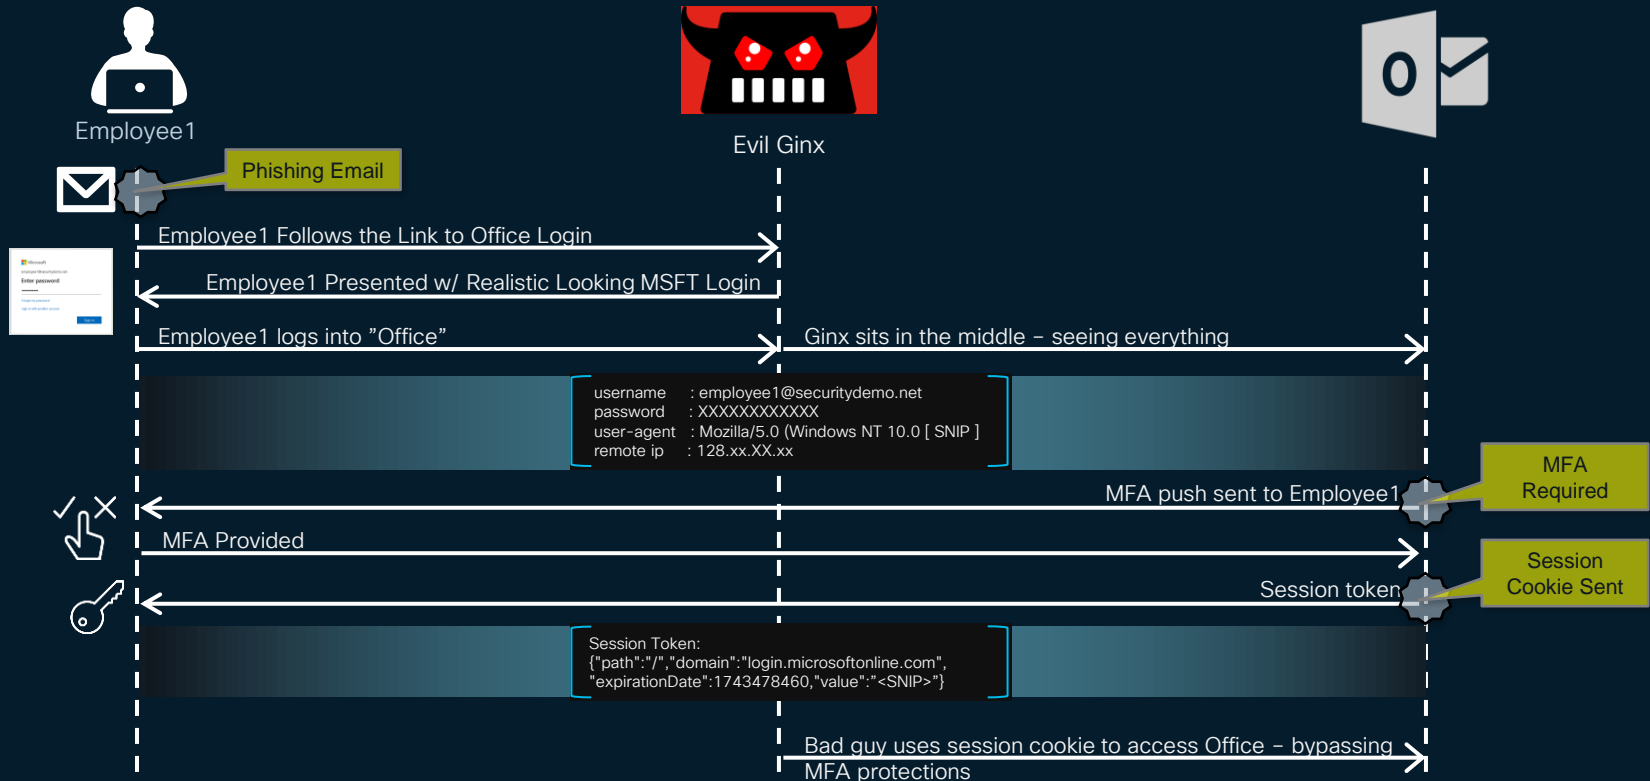 Employee1
Evil Ginx
O
Phishing Email
Employee1 Follows the Link to Office Login
Employee1 Presented w/ Realistic Looking MSFT Login
Microsoft
Enter password
Employee1 logs into ”Office”
Ginx sits in the middle – seeing everything
username : employee1@securitydemo.net
password : XXXXXXXXXXXX
user-agent : Mozilla/5.0 (Windows NT 10.0 [ SNIP ]
remote ip : 128.xx.XX.xx
MFA
Required
MFA push sent to Employee1
MFA Provided
Session
Cookie Sent
Session token
Session Token:
{"path":"/","domain":"login.microsoftonline.com",
"expirationDate":1743478460,"value":"<SNIP>"}
Bad guy uses session cookie to access Office – bypassing
MFA protections